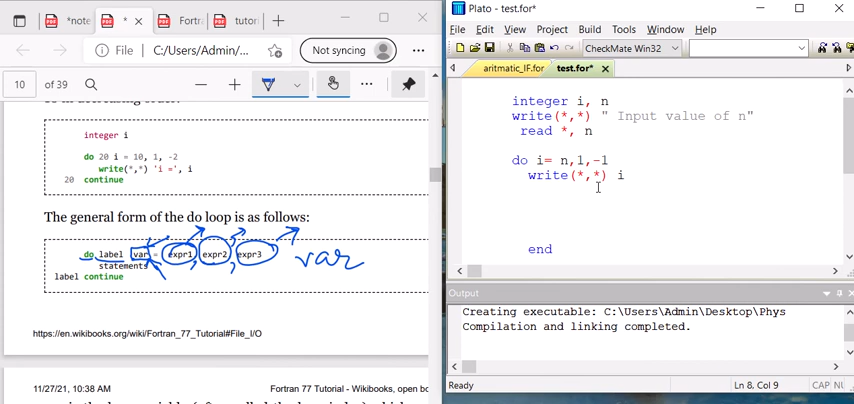 *note
*
Fortra
tutor
File
C:/Users/Admin/...
Not syncing
10 of 39
integer i
do 20 i = 10, 1, -2
write(*,*) 'i =', i
20 continue
The general form of the do loop is as follows:
do label var = expr1, expr2, expr3
var
statements
label continue
https://en.wikibooks.org/wiki/Fortran_77_Tutorial#File_I/O
11/27/21, 10:38 AM Fortran 77 Tutorial - Wikibooks, open bo
Plato - test.for*
File Edit View Project Build Tools Window Help
CheckMate Win32
aritmatic_IF.for test.for*
integer i, n
write(*,*) " Input value of n"
read *, n
do i= n,1,-1
write(*,*) i
end
Output
Creating executable: C:\Users\Admin\Desktop\Phys
Compilation and linking completed.
Ready Ln 8, Col 9 CAP NU